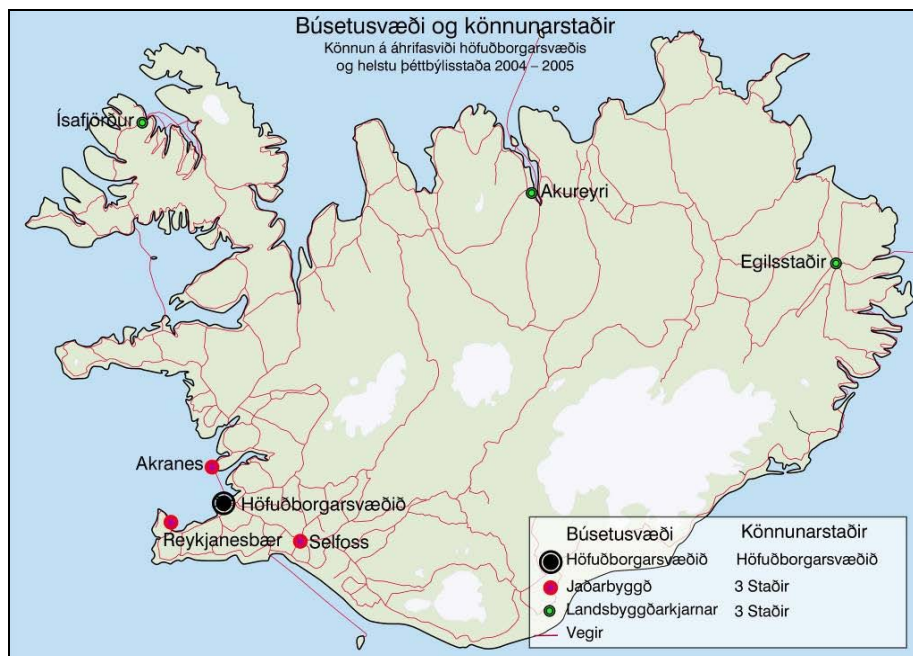 Búsetusvæði og könnunarstaðir
Könnun á áhrifasviði höfuðborgarsvæðis
og helstu þéttbýlisstaða 2004 – 2005
Ísafjörður
Akureyri
Egilsstaðir
Akranes
Höfuðborgarsvæðið
Reykjanesbær
Selfoss
Búsetusvæði Könnunarstaðir
Höfuðborgarsvæðið Höfuðborgarsvæðið
Jaðarbyggð 3 Staðir
Landsbyggðarkjarnar 3 Staðir
Vegir